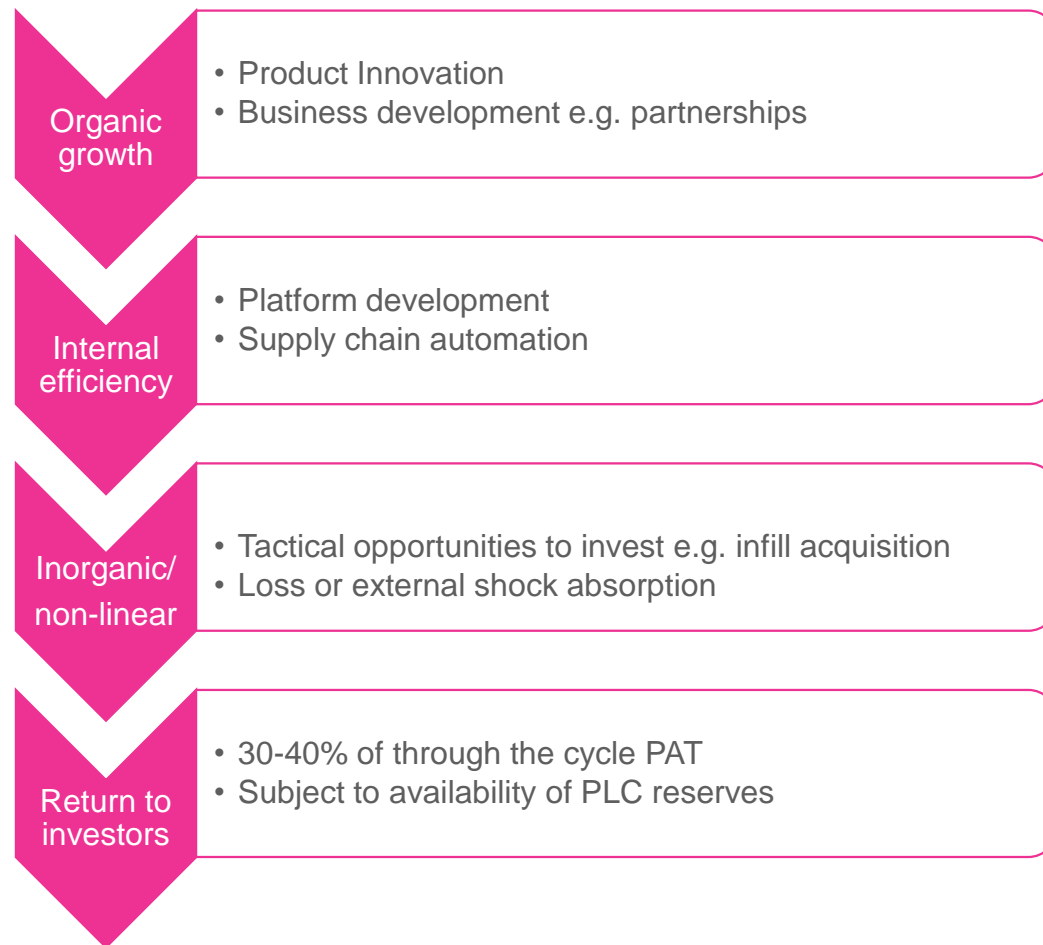 Organic
growth
• Product Innovation
• Business development e.g. partnerships
Internal
efficiency
• Platform development
• Supply chain automation
Inorganic/
non-linear
• Tactical opportunities to invest e.g. infill acquisition
• Loss or external shock absorption
Return to
investors
• 30-40% of through the cycle PAT
• Subject to availability of PLC reserves